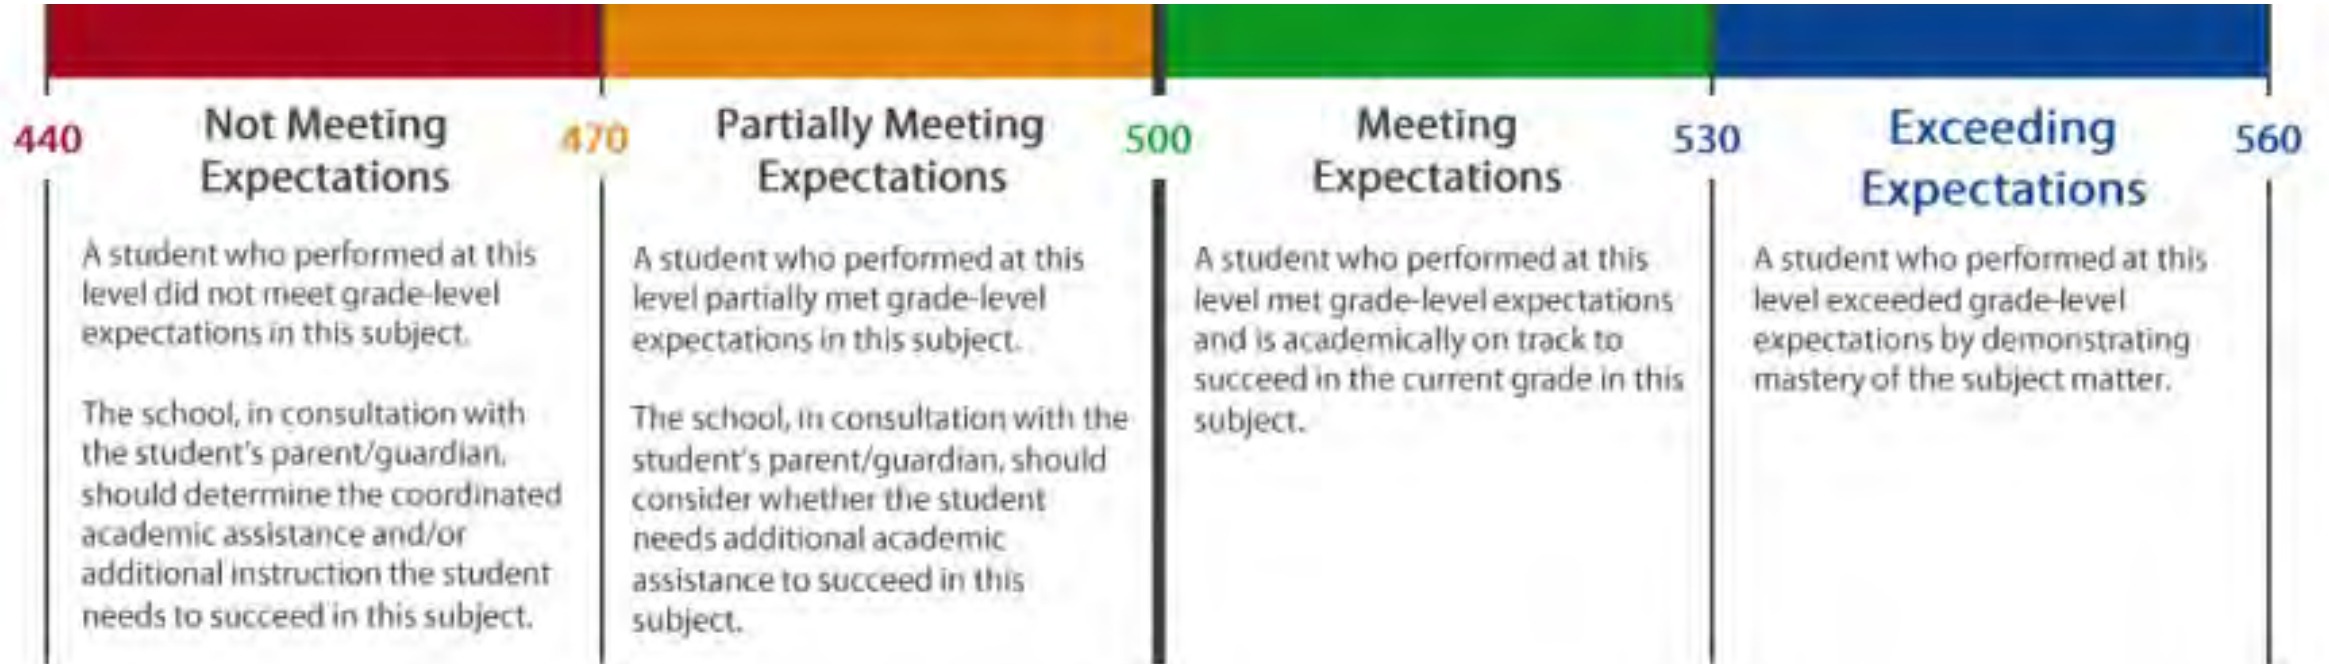 440
Not Meeting
Expectations
A student who performed at this
level did not meet grade-level
expectations in this subject.
The school, in consultation with
the student's parent/guardian,
should determine the coordinated
academic assistance and/or
additional instruction the student
needs to succeed in this subject.
470
Partially Meeting
Expectations
A student who performed at this
level partially met grade-level
expectations in this subject.
The school, in consultation with the
student's parent/guardian, should
consider whether the student
needs additional academic
assistance to succeed in this
subject.
500
Meeting
Expectations
A student who performed at this
level met grade-level expectations
and is academically on track to
succeed in the current grade in this
subject.
530
Exceeding
Expectations
A student who performed at this
level exceeded grade-level
expectations by demonstrating
mastery of the subject matter.
560